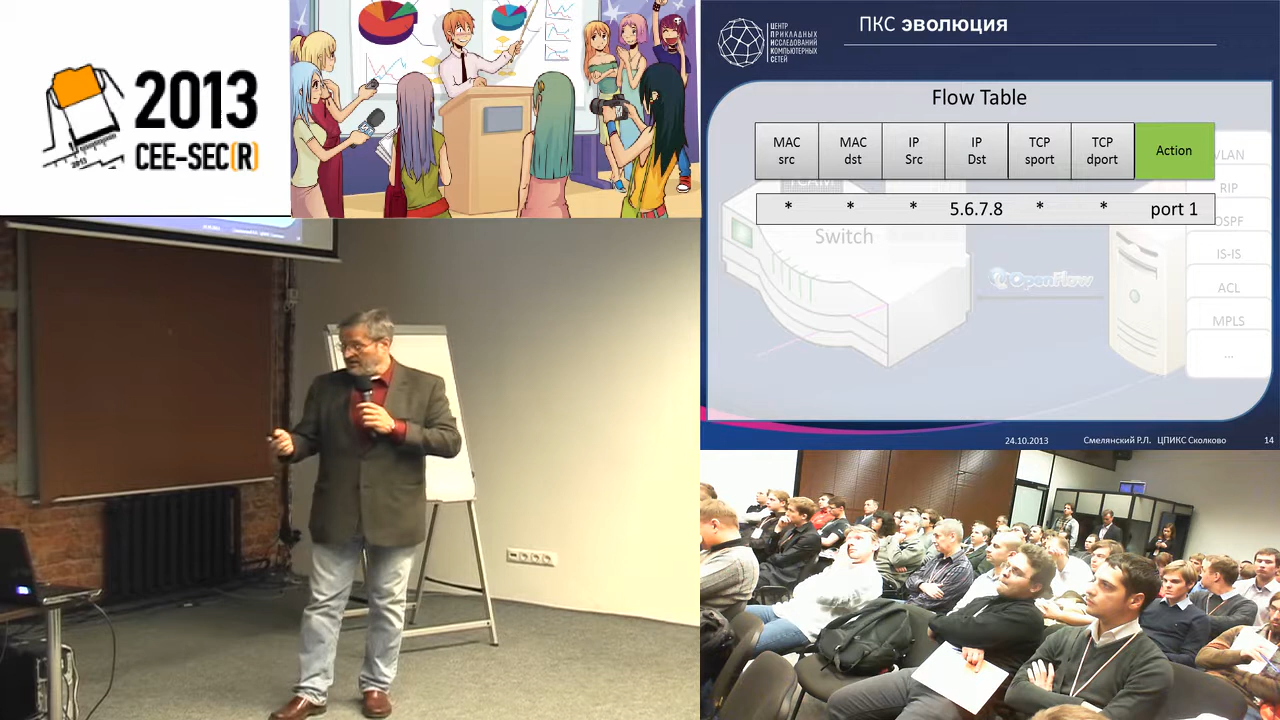 2013
CEE-SEC(R)
2013
ЦЕНТР
ПРИКЛАДНЫХ
ИССЛЕДОВАНИЙ
КОМПЬЮТЕРНЫХ
СЕТЕЙ
ПКС эволюция
Flow Table
MAC src
MAC dst
IP Src
IP Dst
TCP sport
TCP dport
Action
* * * 5.6.7.8 * * port 1
TCAM
Switch
OpenFlow
VLAN
RIP
OSPF
IS-IS
ACL
MPLS
...
24.10.2013 Смелянский Р.Л. ЦПИКС Сколково 14